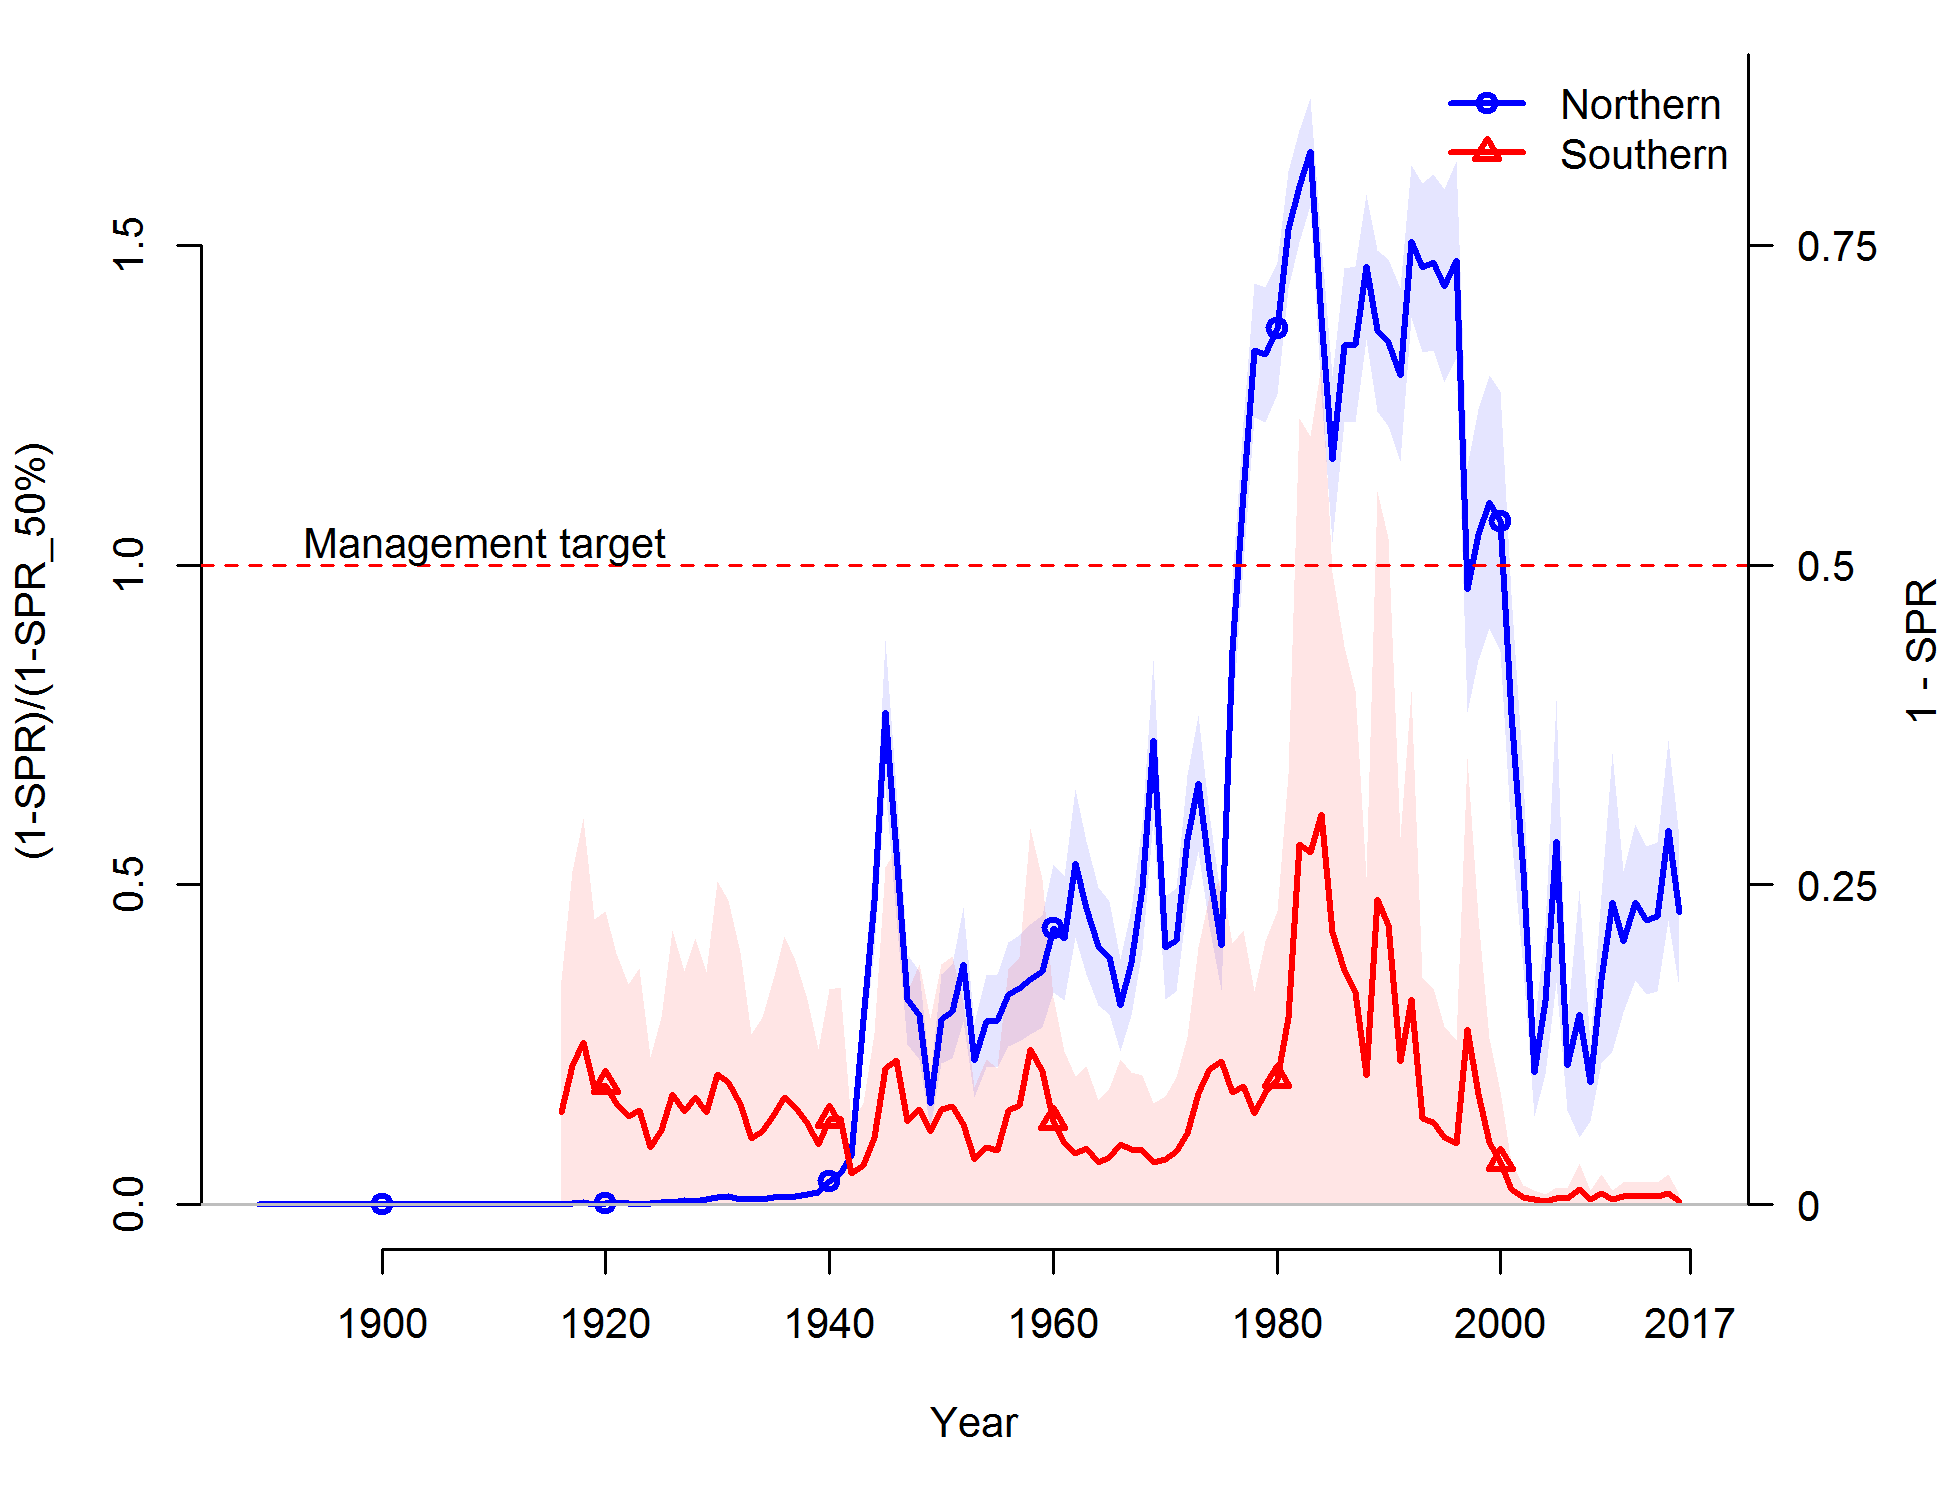 Northern
Southern
Management target
(1-SPR)/(1-SPR_50%)
0.0
0.5
1.0
1.5
1 - SPR
0
0.25
0.5
0.75
1900
1920
1940
1960
1980
2000
2017
Year